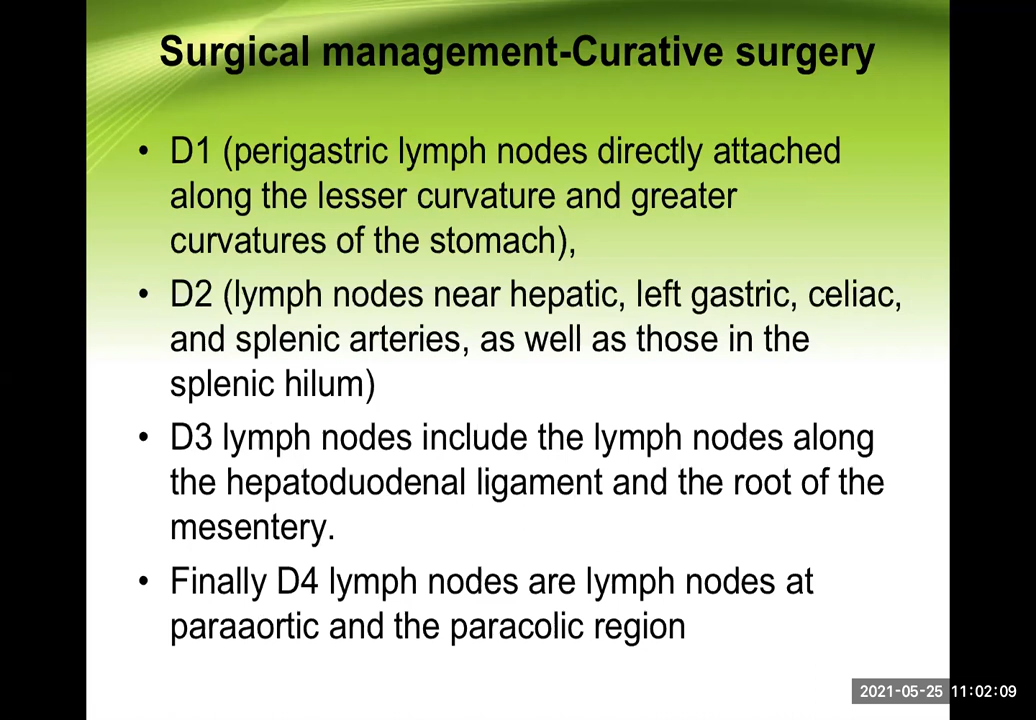 Surgical management-Curative surgery
• D1 (perigastric lymph nodes directly attached
along the lesser curvature and greater
curvatures of the stomach),
• D2 (lymph nodes near hepatic, left gastric, celiac,
and splenic arteries, as well as those in the
splenic hilum)
• D3 lymph nodes include the lymph nodes along
the hepatoduodenal ligament and the root of the
mesentery.
• Finally D4 lymph nodes are lymph nodes at
paraaortic and the paracolic region
2021-05-25 11:02:09